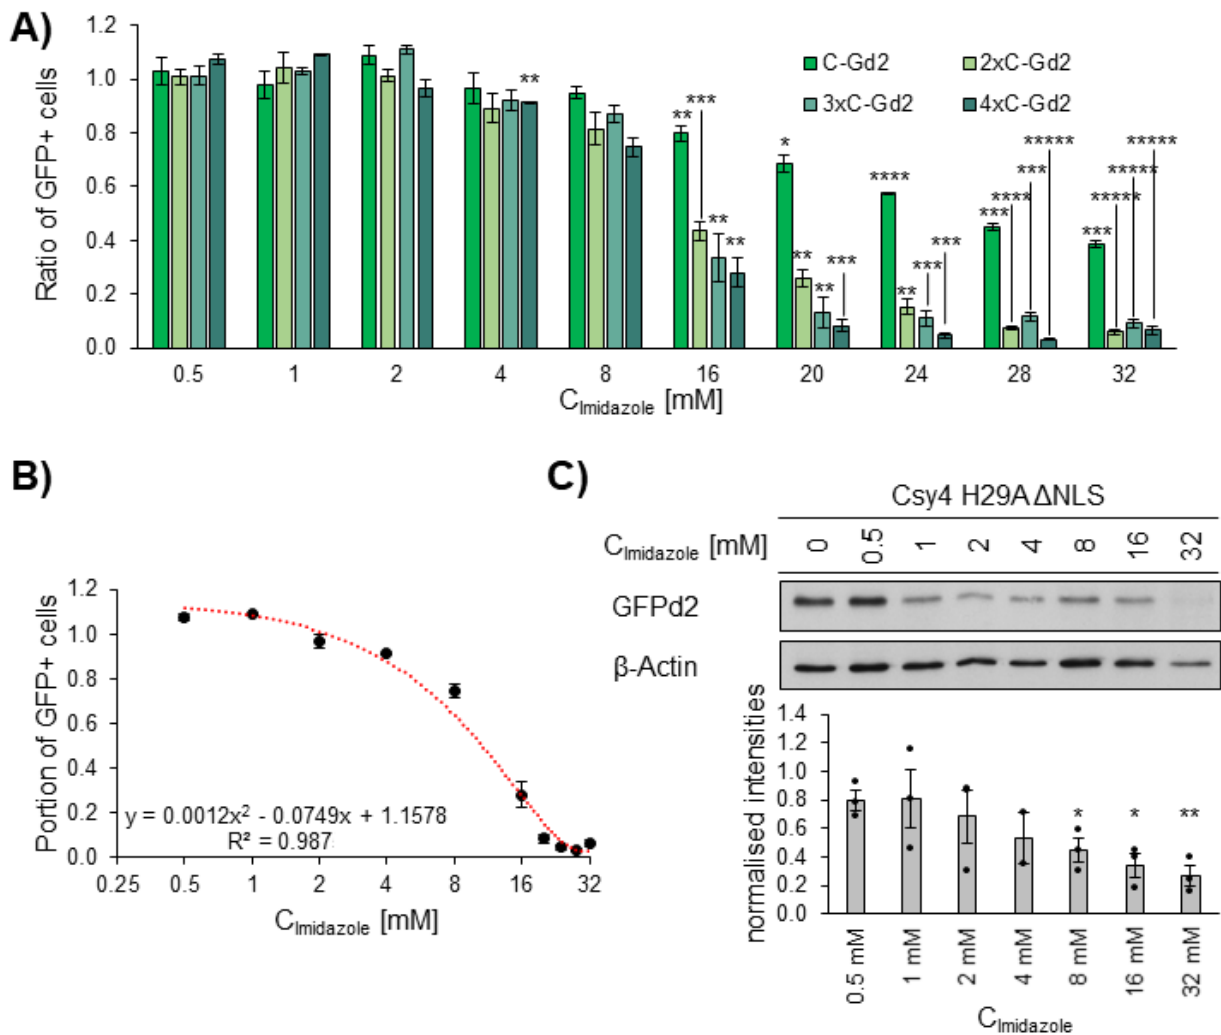 A)
1.2
1.0
0.8
0.6
0.4
0.2
0.0
Ratio of GFP+ cells
C-Gd2 2xC-Gd2
3xC-Gd2 4xC-Gd2
**
** *** ** **
* ** ** ***
**** ** *** ***
*** **** *** *****
*** ***** ***** *****
0.5 1 2 4 8 16 20 24 28 32
CImidazole [mM]
B)
1.2
1.0
0.8
0.6
0.4
0.2
0.0
Portion of GFP+ cells
y = 0.0012x² - 0.0749x + 1.1578
R² = 0.987
0.25 0.5 1 2 4 8 16 32
CImidazole [mM]
C)
Csy4 H29AΔNLS
CImidazole [mM] 0 0.5 1 2 4 8 16 32
GFPd2
β-Actin
1.4
1.2
1.0
0.8
0.6
0.4
0.2
0.0
normalised intensities
* * **
0.5 mM 1 mM 2 mM 4 mM 8 mM 16 mM 32 mM
CImidazole